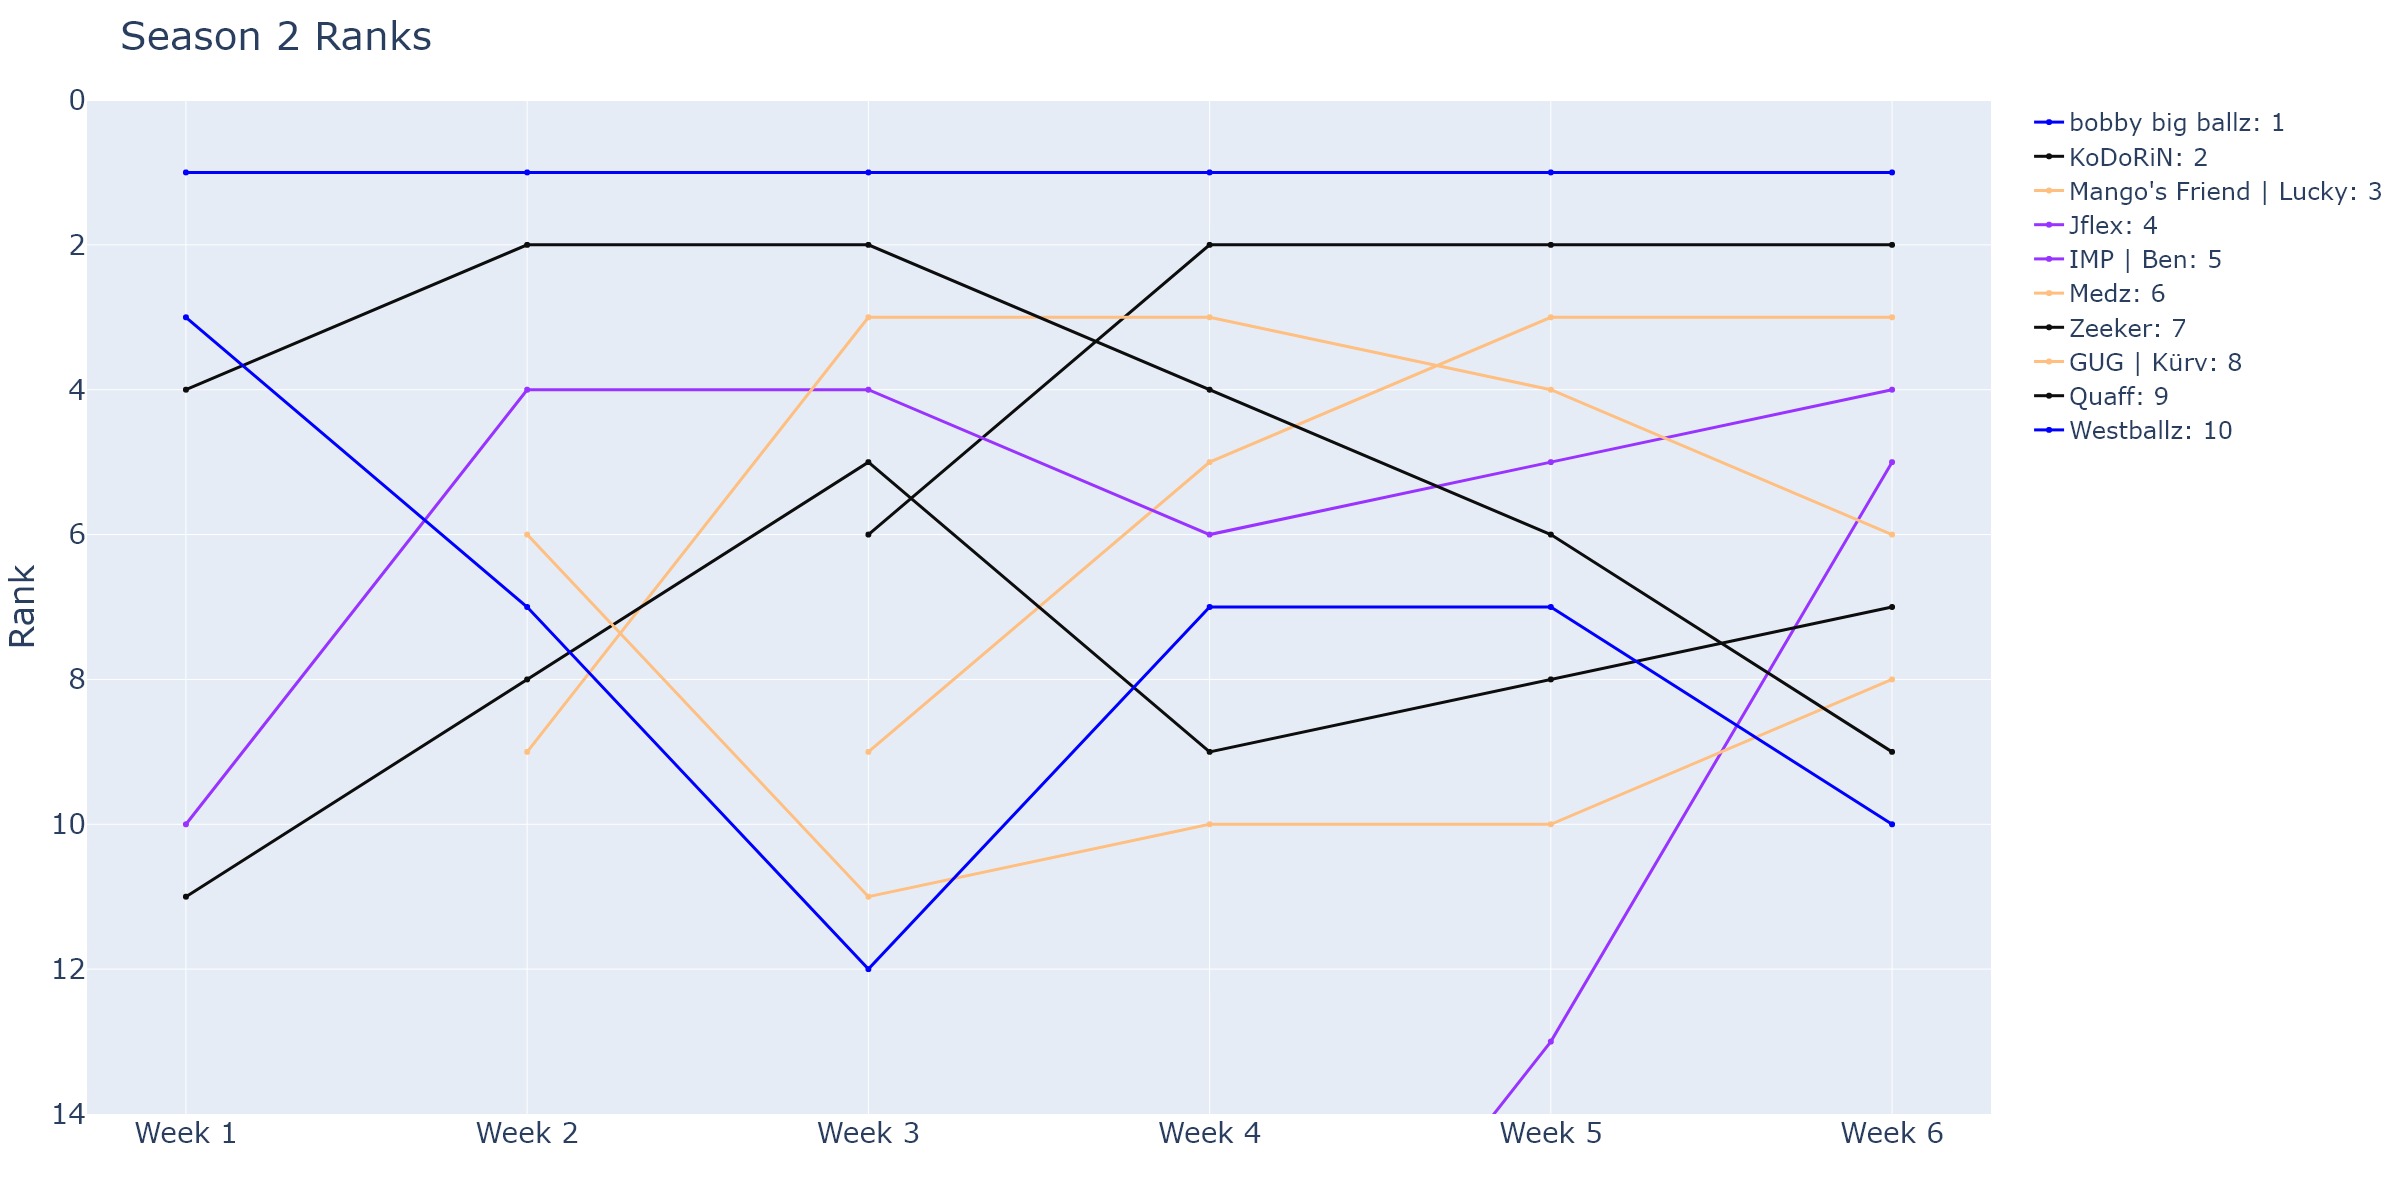 Season 2 Ranks
0
2
4
6
8
10
12
14
Rank
Week 1
Week 2
Week 3
Week 4
Week 5
Week 6
bobby big ballz: 1
KoDoRiN: 2
Mango's Friend | Lucky: 3
Jflex: 4
IMP | Ben: 5
Medz: 6
Zeeker: 7
GUG | Kürv: 8
Quaff: 9
Westballz: 10